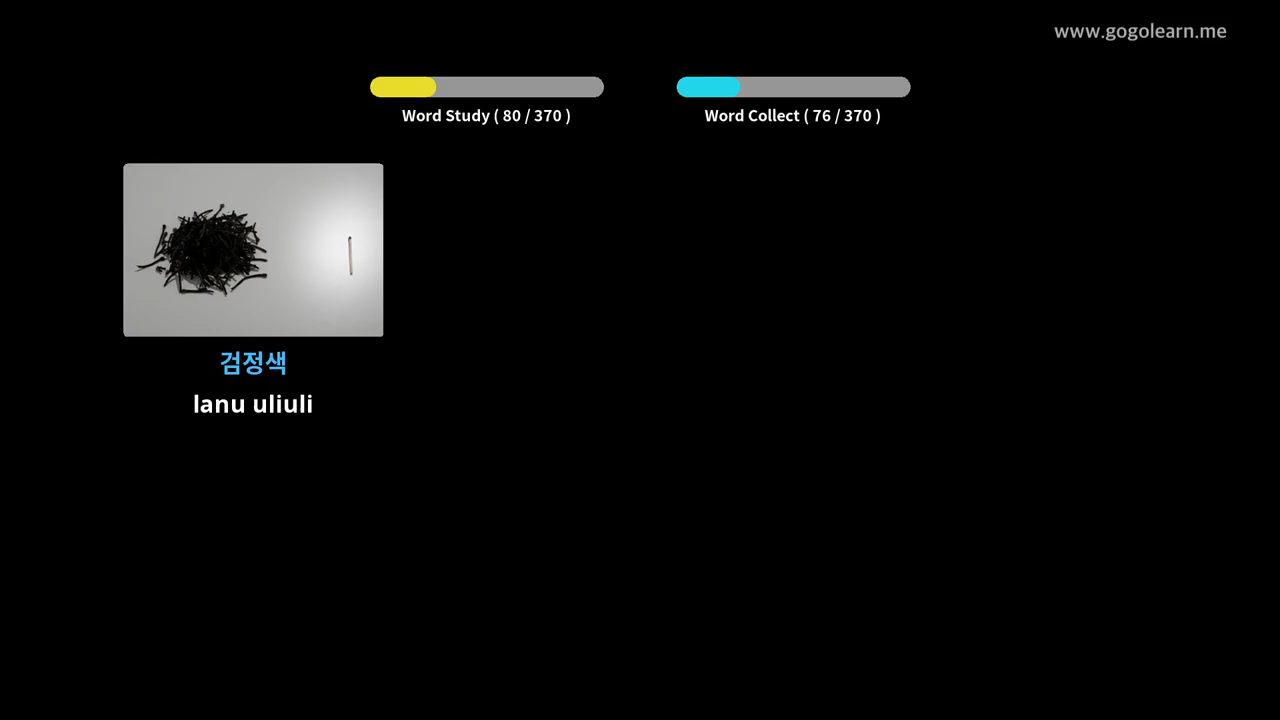 www.gogolearn.me
Word Study ( 80 / 370 )
Word Collect ( 76 / 370 )
검정색
lanu uliuli